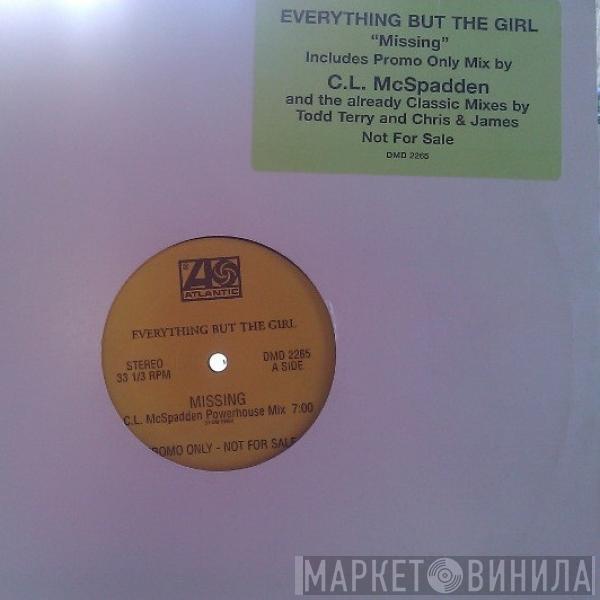 EVERYTHING BUT THE GIRL
"Missing"
Includes Promo Only Mix by
C.L. McSpadden
and the already Classic Mixes by
Todd Terry and Chris & James
Not For Sale
DMD 2265
ATLANTIC
EVERYTHING BUT THE GIRL
STEREO
33 1/3 RPM
DMD 2265
A SIDE
MISSING
C.L. McSpadden Powerhouse Mix 7:00
PROMO ONLY - NOT FOR SALE
МАРКЕТ ВИНИЛА